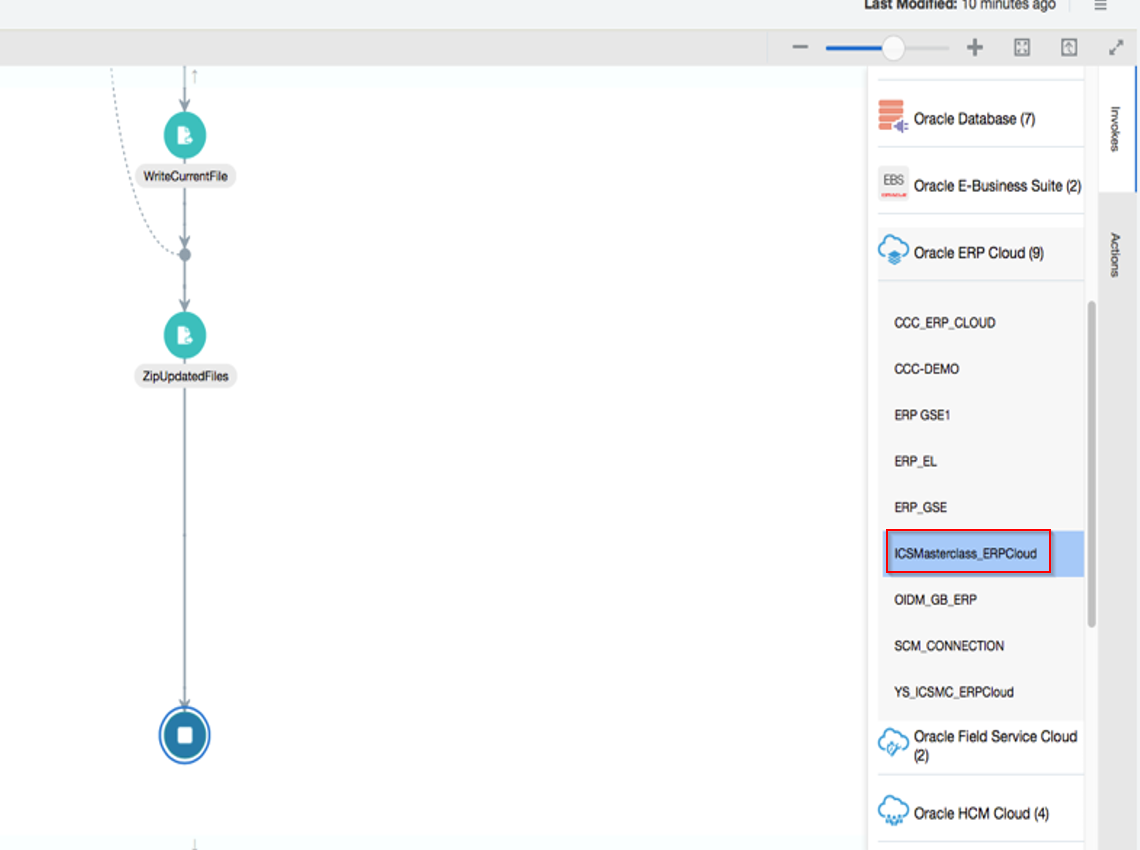 Last Modified: 10 minutes ago
WriteCurrentFile
ZipUpdatedFiles
Oracle Database (7)
EBS
ORACLE
Oracle E-Business Suite (2)
Oracle ERP Cloud (9)
CCC_ERP_CLOUD
CCC-DEMO
ERP GSE1
ERP_EL
ERP_GSE
ICSMasterclass_ERPCloud
OIDM_GB_ERP
SCM_CONNECTION
YS_ICSMC_ERPCloud
Oracle Field Service Cloud
(2)
Oracle HCM Cloud (4)
Invokes
Actions